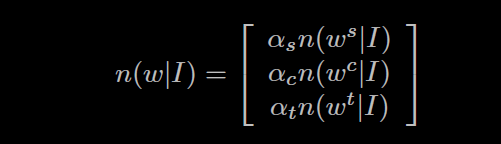 n(w|I) = [ α_s n(w^s|I)
α_c n(w^c|I)
α_t n(w^t|I) ]